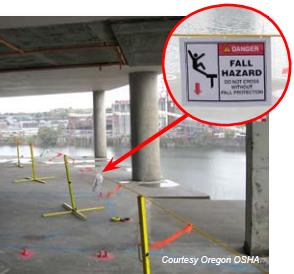 DANGER
FALL
HAZARD
DO NOT CROSS
WITHOUT
FALL PROTECTION
Courtesy Oregon OSHA